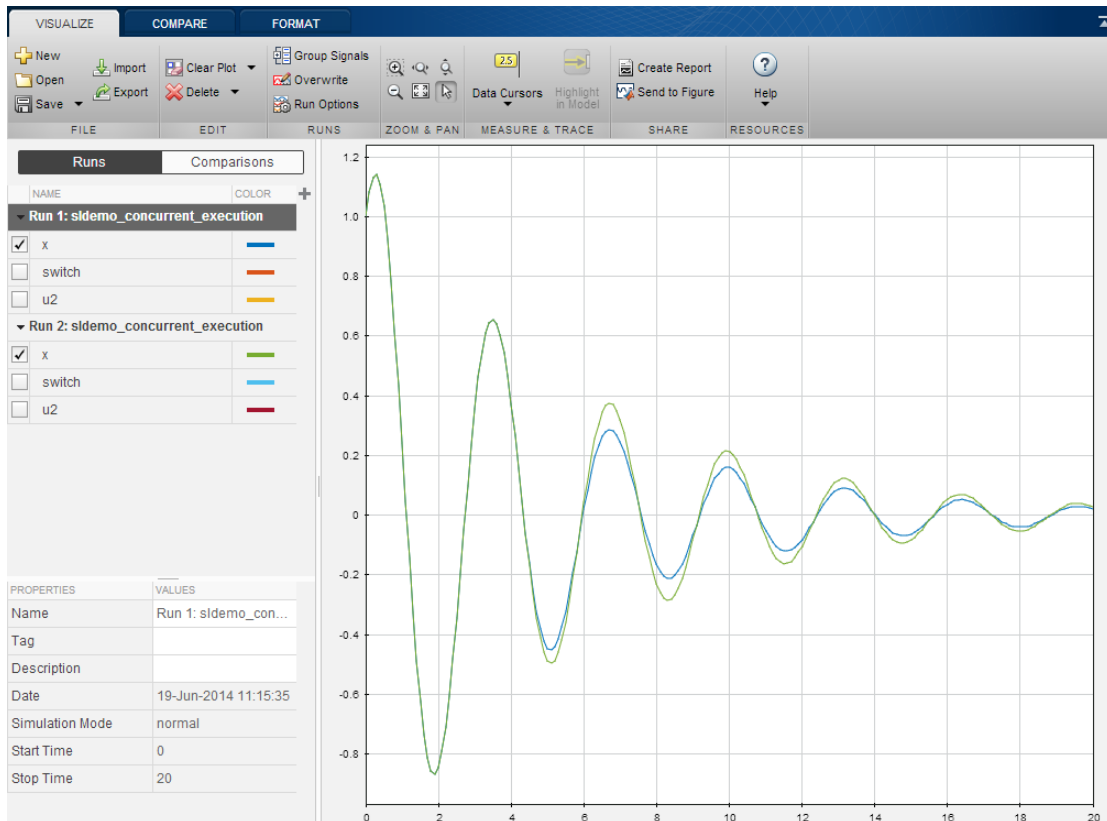 VISUALIZE COMPARE FORMAT
New
Open
Save
Import
Export
FILE
Clear Plot
Delete
EDIT
Group Signals
Overwrite
Run Options
RUNS
ZOOM & PAN
2.5
Data Cursors
Highlight
in Model
MEASURE & TRACE
Create Report
Send to Figure
SHARE
?
Help
RESOURCES
Runs Comparisons
NAME COLOR
Run 1: sldemo_concurrent_execution
x
switch
u2
Run 2: sldemo_concurrent_execution
x
switch
u2
PROPERTIES VALUES
Name Run 1: sldemo_con...
Tag
Description
Date 19-Jun-2014 11:15:35
Simulation Mode normal
Start Time 0
Stop Time 20
1.2
1.0
0.8
0.6
0.4
0.2
0
-0.2
-0.4
-0.6
-0.8
0 2 4 6 8 10 12 14 16 18 20